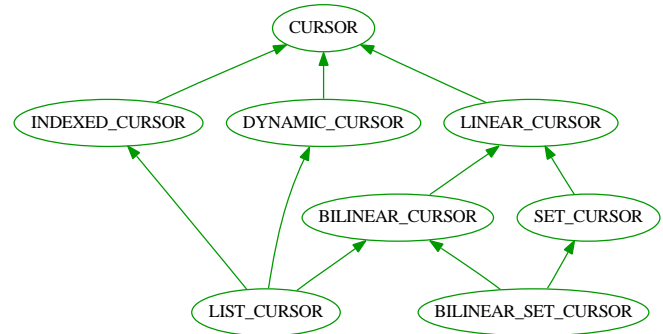 CURSOR
INDEXED_CURSOR
DYNAMIC_CURSOR
LINEAR_CURSOR
BILINEAR_CURSOR
SET_CURSOR
LIST_CURSOR
BILINEAR_SET_CURSOR